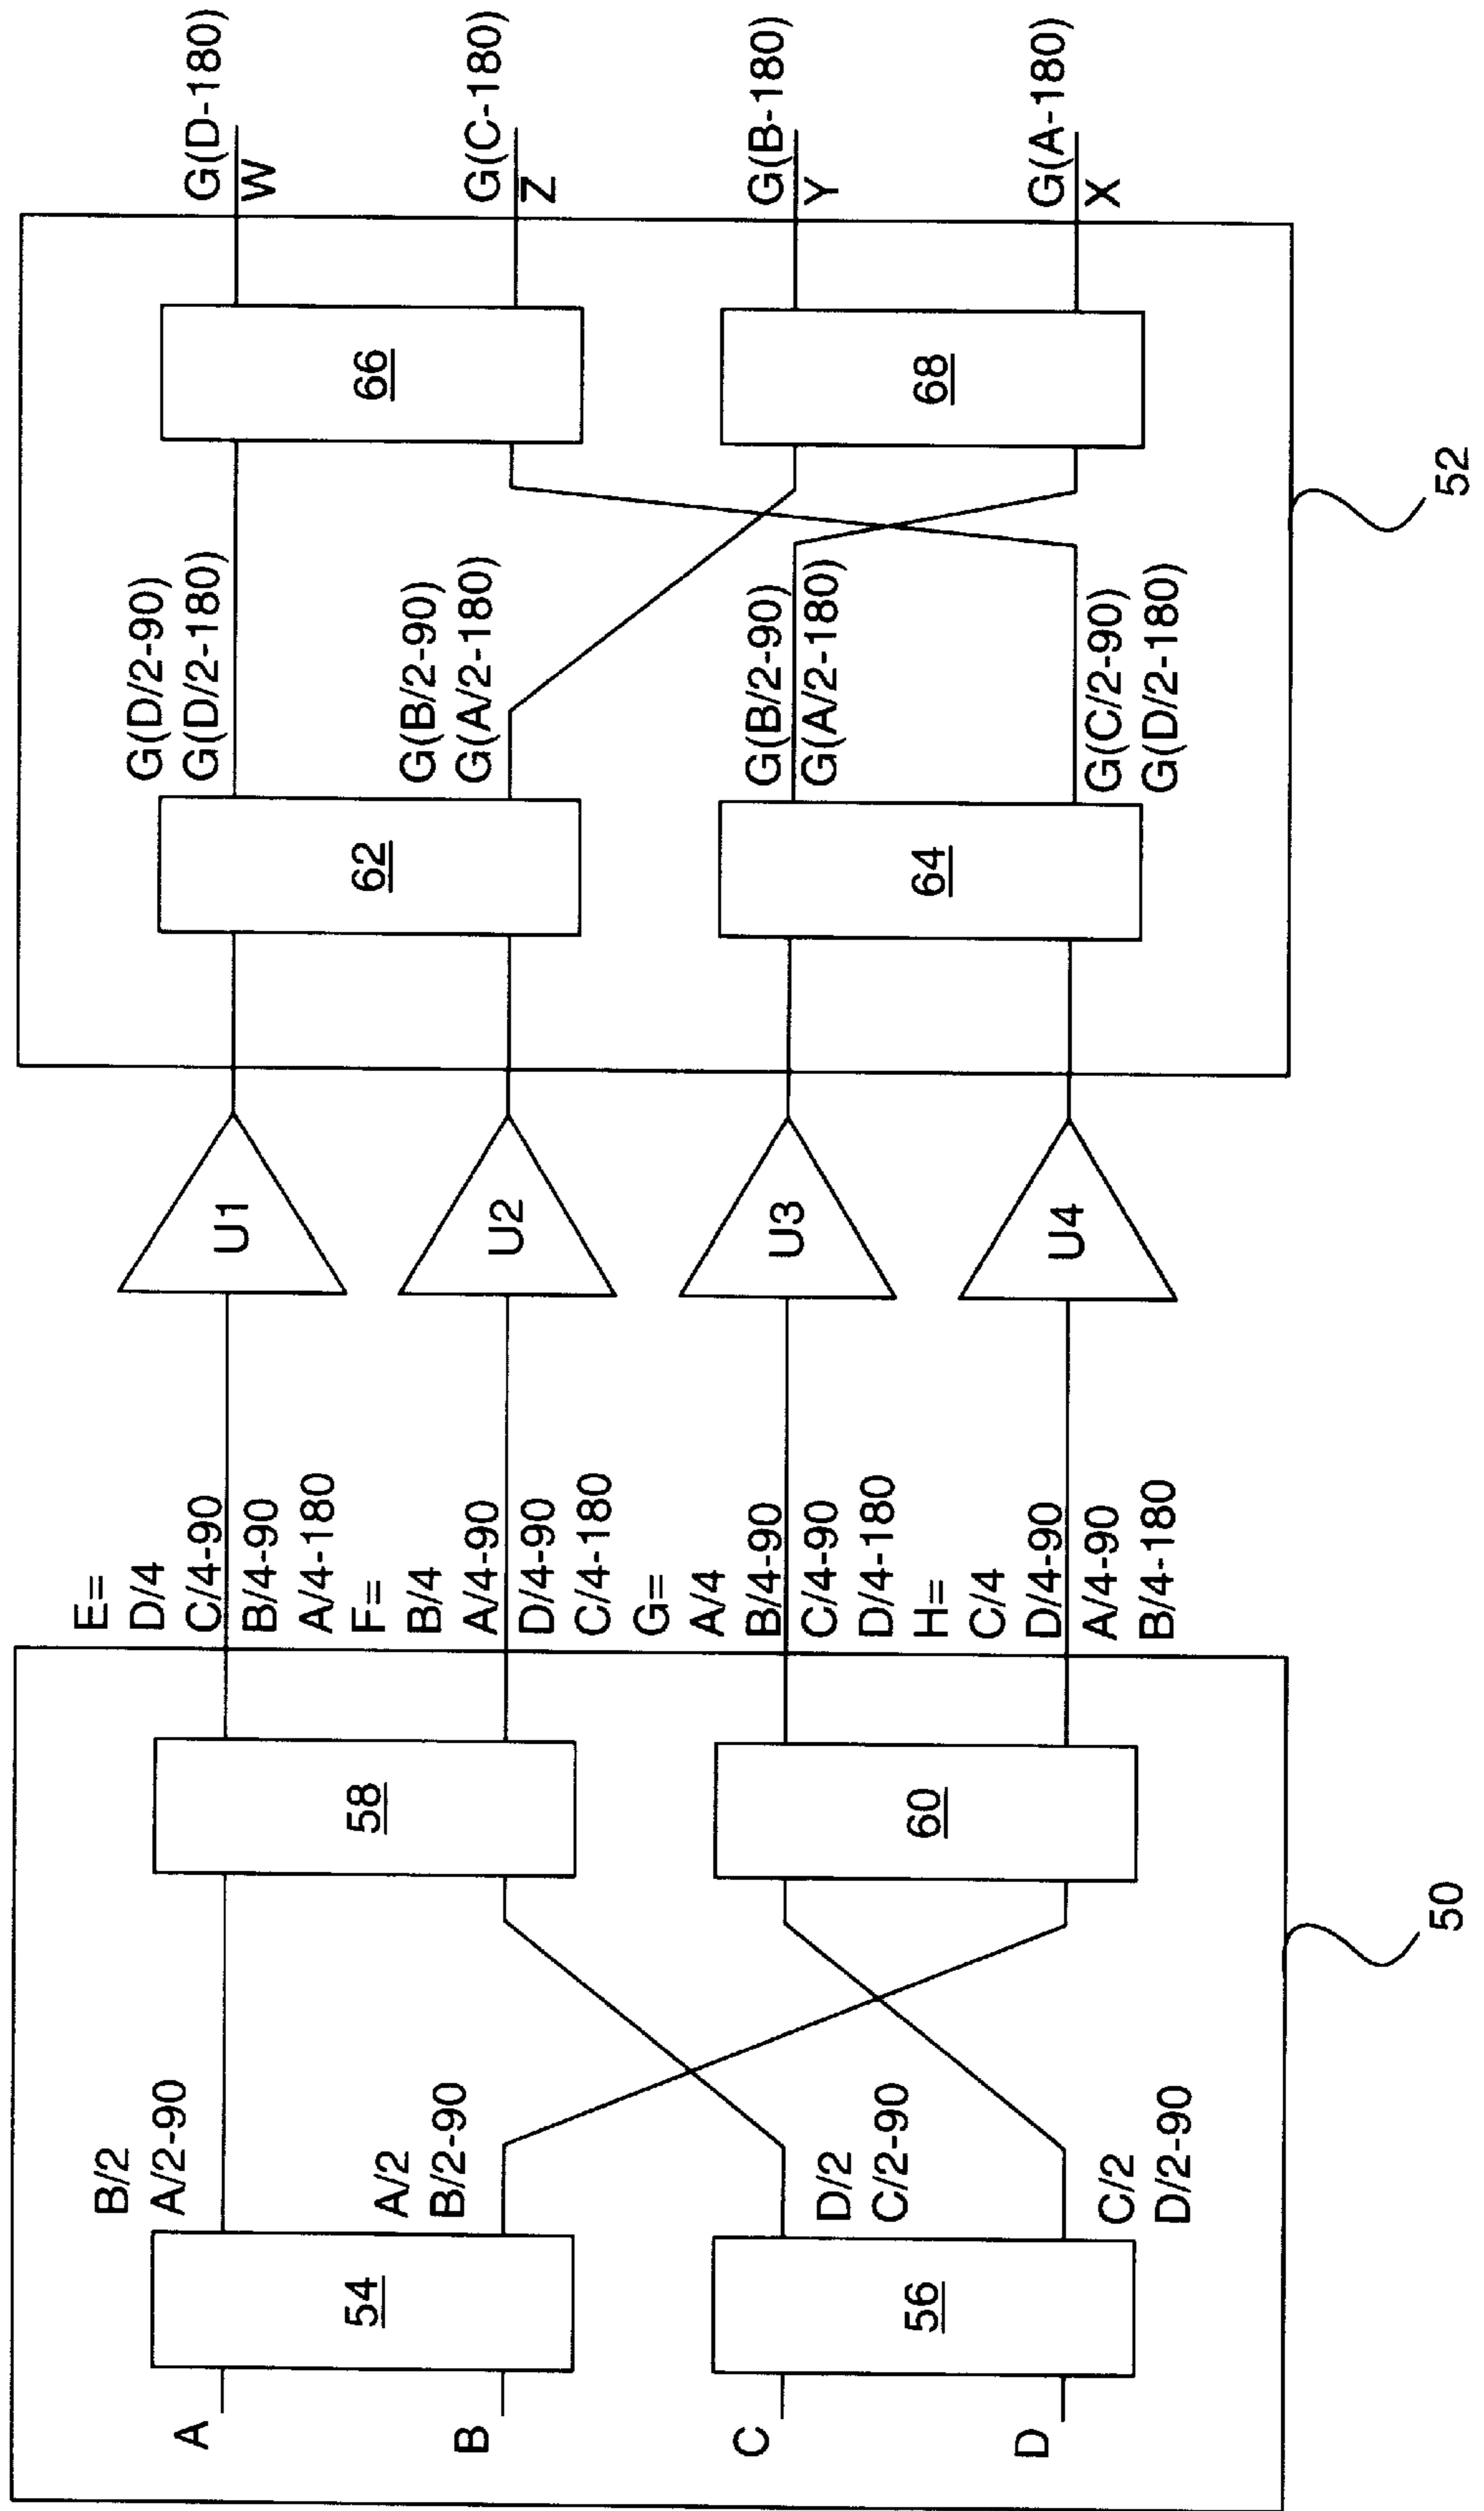 A
B
C
D
54
56
B/2
A/2-90
A/2
B/2-90
D/2
C/2-90
C/2
D/2-90
58
60
50
E=
D/4
C/4-90
B/4-90
A/4-180
F=
B/4
A/4-90
D/4-90
C/4-180
G=
A/4
B/4-90
C/4-90
D/4-180
H=
C/4
D/4-90
A/4-90
B/4-180
U1
U2
U3
U4
62
64
G(D/2-90)
G(D/2-180)
G(B/2-90)
G(A/2-180)
G(B/2-90)
G(A/2-180)
G(C/2-90)
G(D/2-180)
66
68
52
G(D-180)
W
G(C-180)
Z
G(B-180)
Y
G(A-180)
X